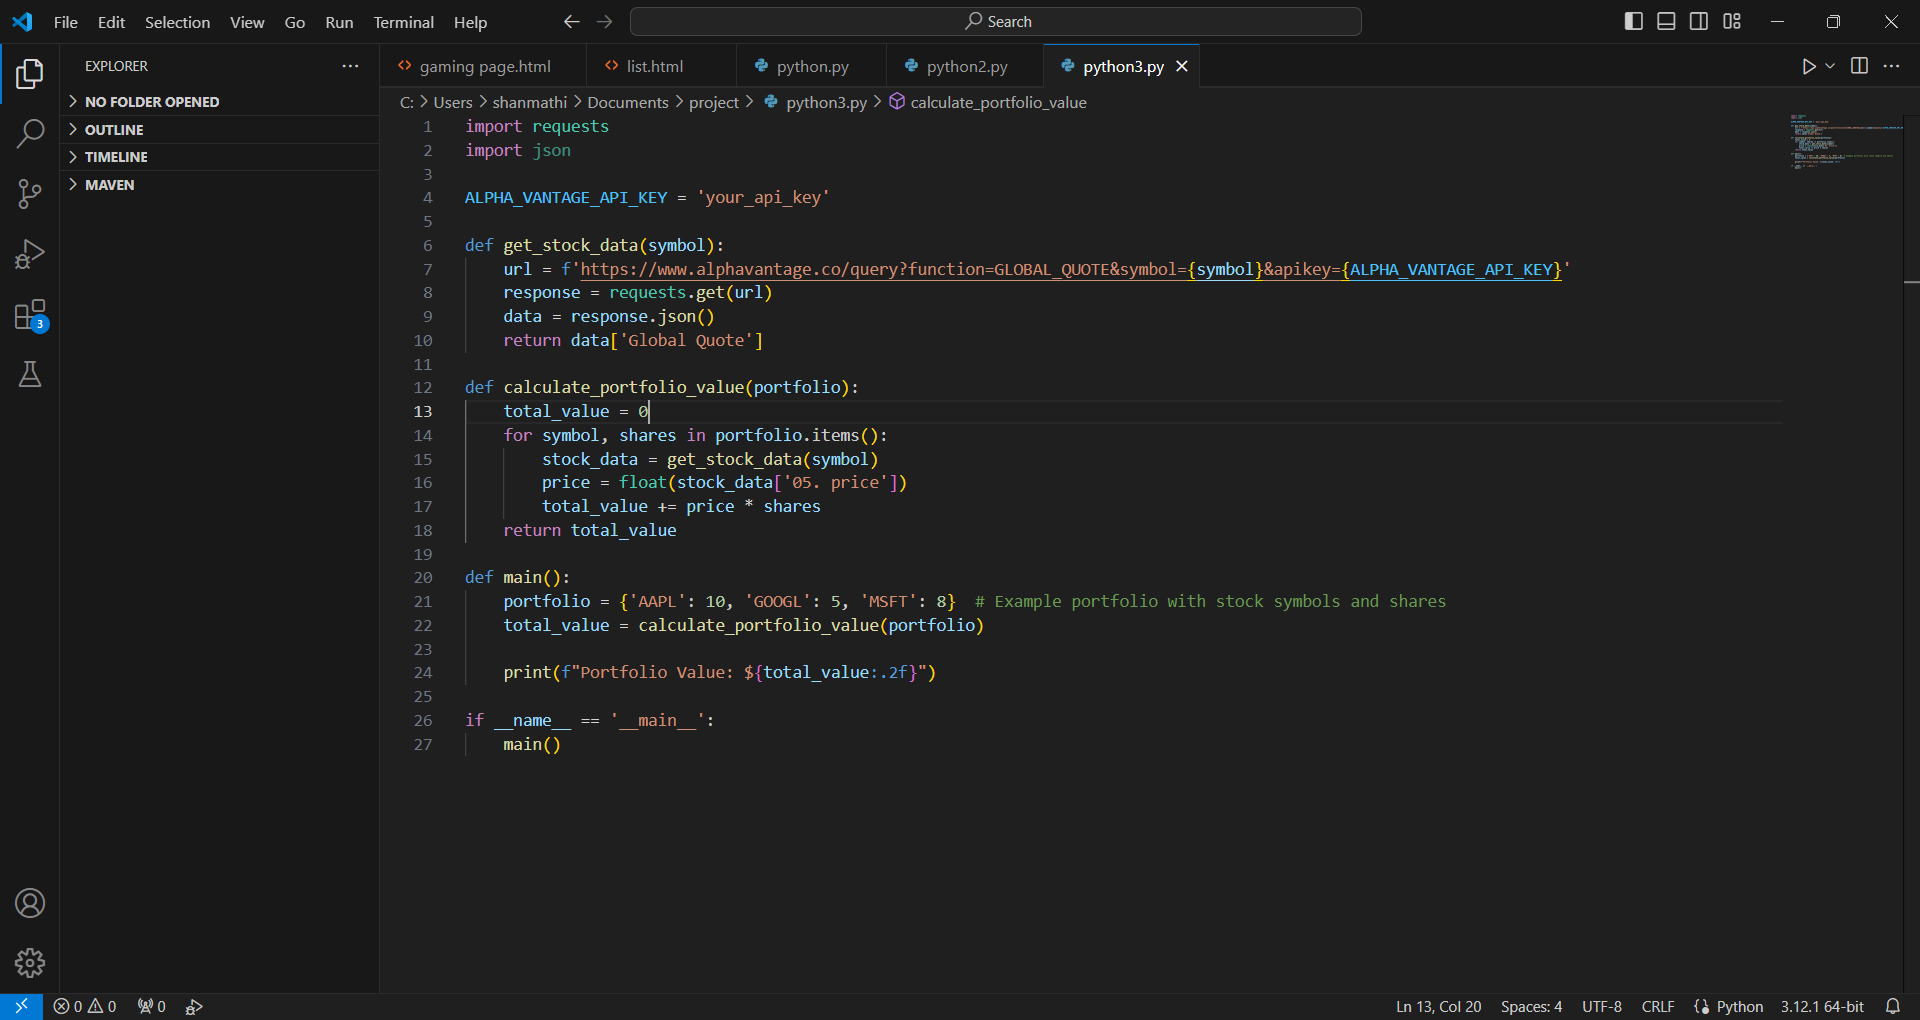 File Edit Selection View Go Run Terminal Help
Search
EXPLORER
NO FOLDER OPENED
OUTLINE
TIMELINE
MAVEN
3
gaming page.html list.html python.py python2.py python3.py
C: > Users > shanmathi > Documents > project > python3.py > calculate_portfolio_value
1 import requests
2 import json
3
4 ALPHA_VANTAGE_API_KEY = 'your_api_key'
5
6 def get_stock_data(symbol):
7     url = f'https://www.alphavantage.co/query?function=GLOBAL_QUOTE&symbol={symbol}&apikey={ALPHA_VANTAGE_API_KEY}'
8     response = requests.get(url)
9     data = response.json()
10     return data['Global Quote']
11
12 def calculate_portfolio_value(portfolio):
13     total_value = 0
14     for symbol, shares in portfolio.items():
15         stock_data = get_stock_data(symbol)
16         price = float(stock_data['05. price'])
17         total_value += price * shares
18     return total_value
19
20 def main():
21     portfolio = {'AAPL': 10, 'GOOGL': 5, 'MSFT': 8}  # Example portfolio with stock symbols and shares
22     total_value = calculate_portfolio_value(portfolio)
23
24     print(f"Portfolio Value: ${total_value:.2f}")
25
26 if __name__ == '__main__':
27     main()
0 0 0 Ln 13, Col 20 Spaces: 4 UTF-8 CRLF Python 3.12.1 64-bit